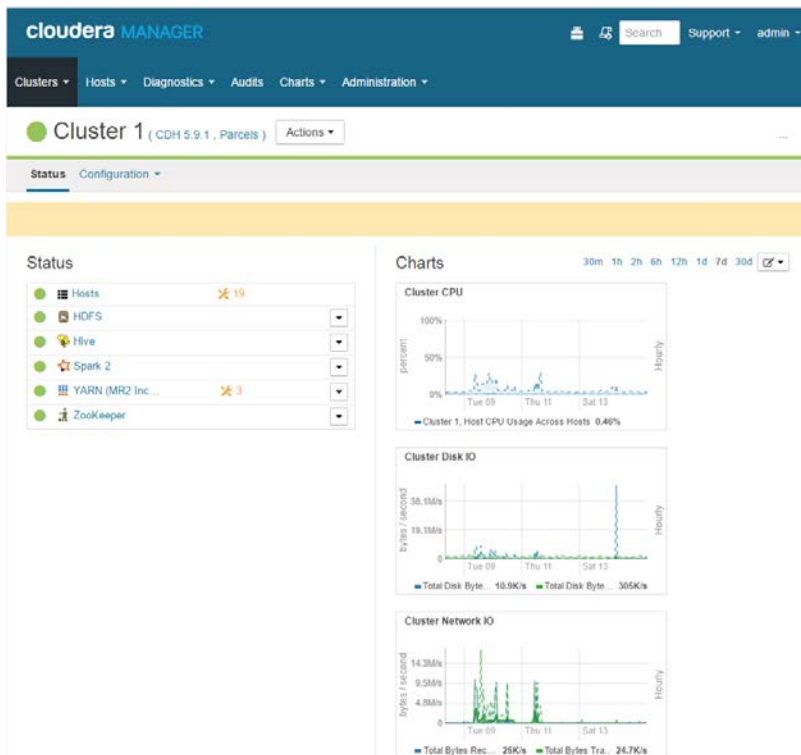 cloudera MANAGER
Search
Support
admin
Clusters
Hosts
Diagnostics
Audits
Charts
Administration
Cluster 1 ( CDH 5.9.1 , Parcels )
Actions
...
Status
Configuration
Status
Hosts 19
HDFS
Hive
Spark 2
YARN (MR2 Inc... 3
ZooKeeper
Charts
30m 1h 2h 6h 12h 1d 7d 30d
Cluster CPU
percent
100%
50%
0%
Tue 09 Thu 11 Sat 13
Hourly
Cluster 1, Host CPU Usage Across Hosts 0.46%
Cluster Disk IO
bytes / second
38.1M/s
19.1M/s
0
Tue 09 Thu 11 Sat 13
Hourly
Total Disk Byte... 10.9K/s Total Disk Byte... 305K/s
Cluster Network IO
bytes / second
14.3M/s
9.5M/s
4.8M/s
0
Tue 09 Thu 11 Sat 13
Hourly
Total Bytes Rec... 25K/s Total Bytes Tra... 24.7K/s